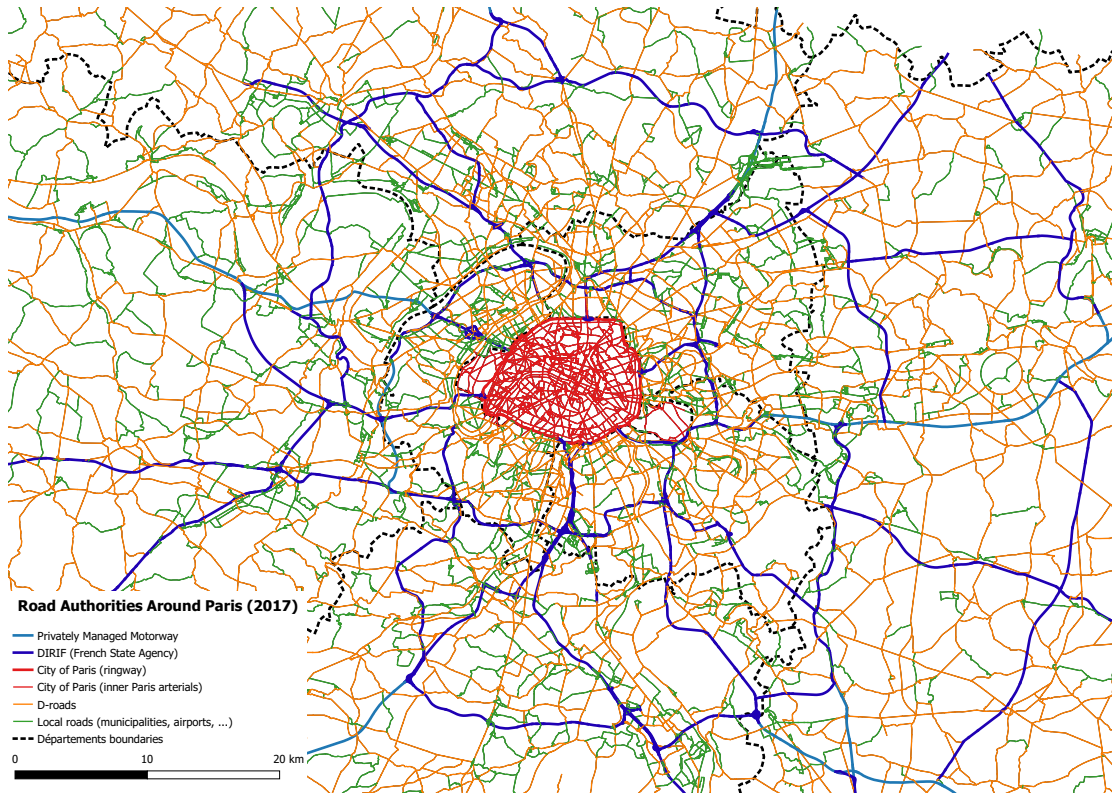 Road Authorities Around Paris (2017)
Privately Managed Motorway
DIRIF (French State Agency)
City of Paris (ringway)
City of Paris (inner Paris arterials)
D-roads
Local roads (municipalities, airports, ...)
Départements boundaries
0 10 20 km